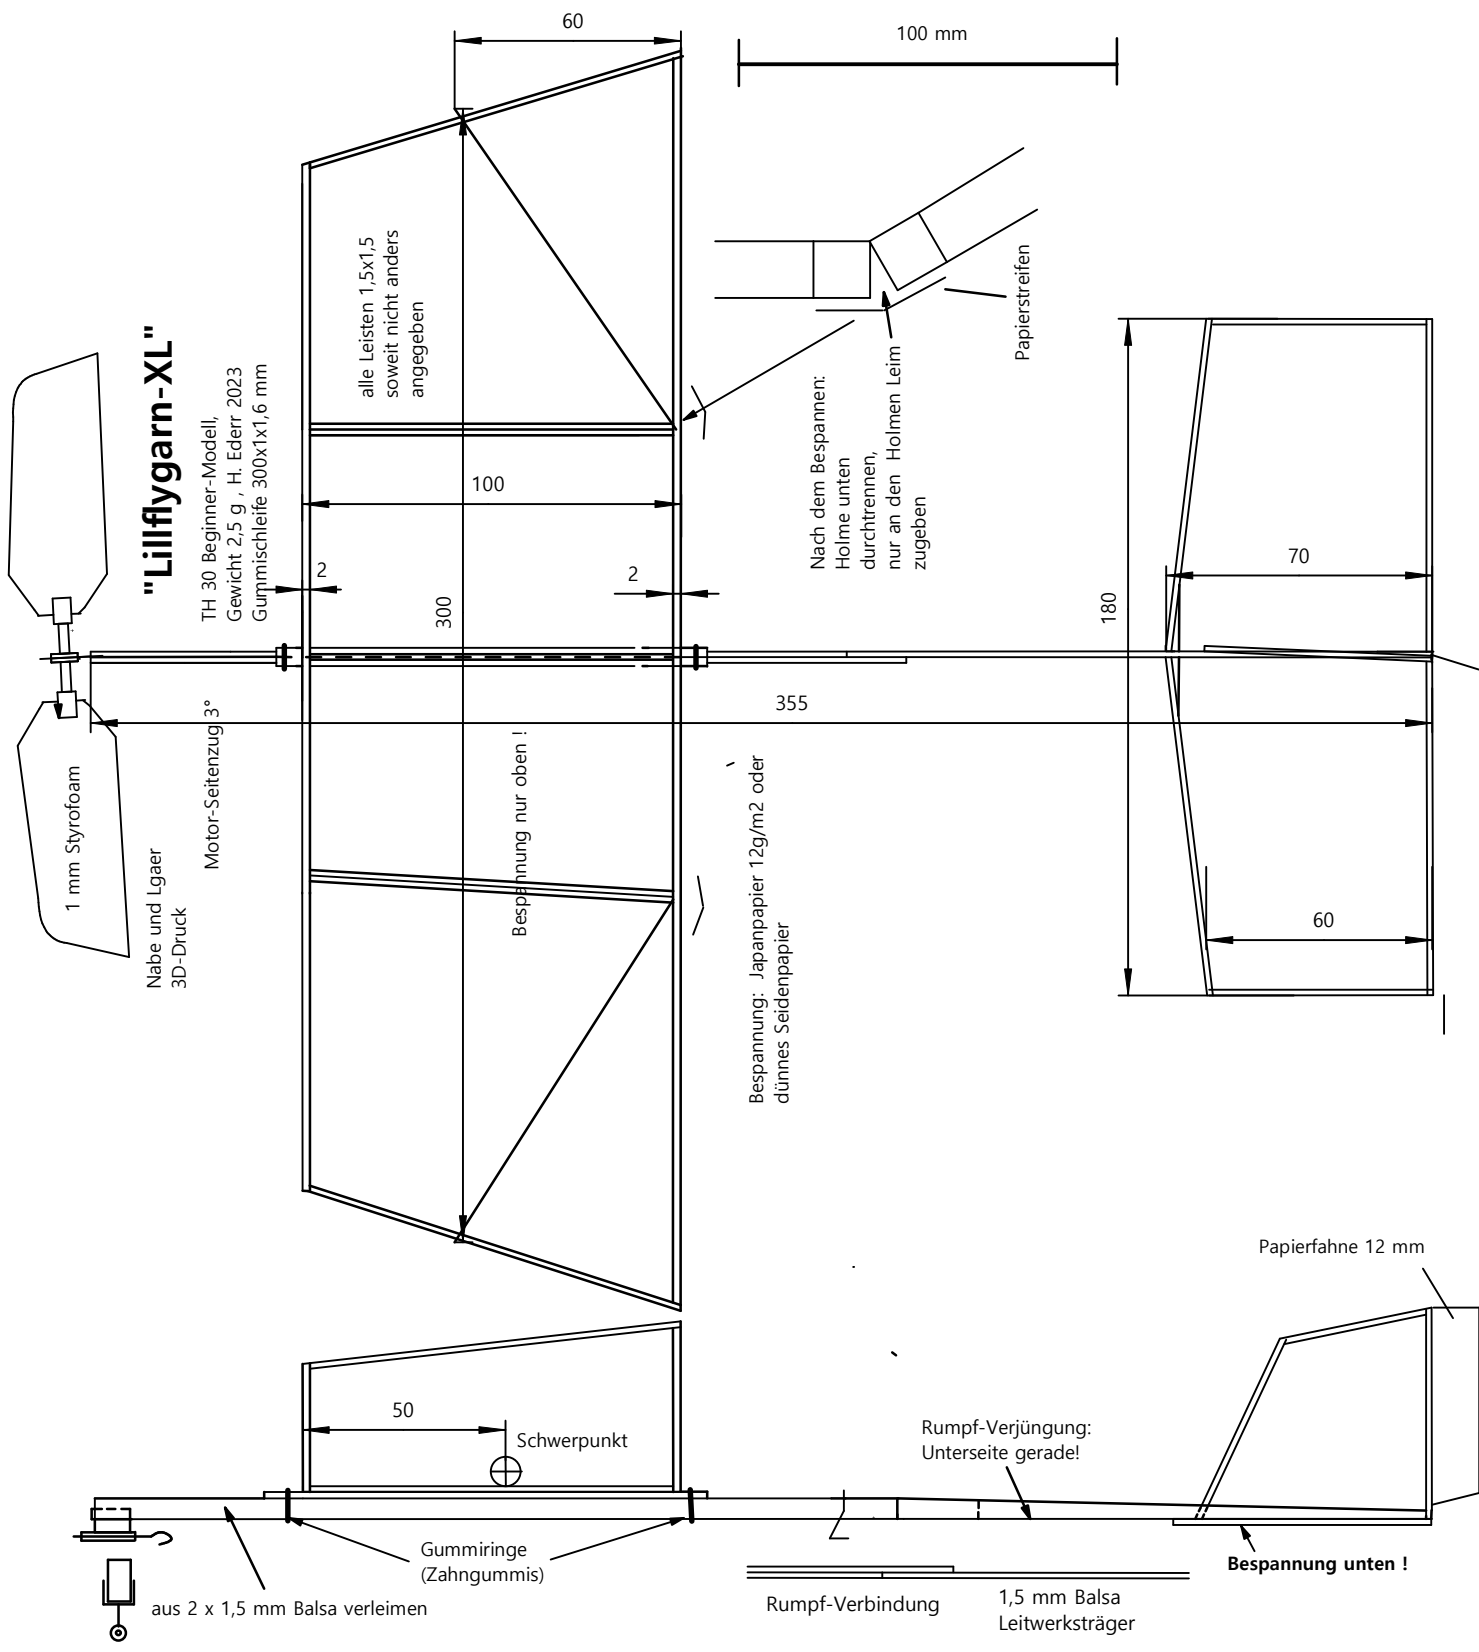 60
100 mm
"Lillflygarn-XL"
TH 30 Beginner-Modell,
Gewicht 2,5 g , H. Ederr 2023
Gummischleife 300x1x1,6 mm
alle Leisten 1,5x1,5
soweit nicht anders
angegeben
Papierstreifen
Nach dem Bespannen:
Holme unten
durchtrennen,
nur an den Holmen Leim
zugeben
100
2
2
300
180
70
355
1 mm Styrofoam
Nabe und Lgaer
3D-Druck
Motor-Seitenzug 3°
Bespannung nur oben !
Bespannung: Japanpapier 12g/m2 oder
dünnes Seidenpapier
60
Papierfahne 12 mm
50
Schwerpunkt
Rumpf-Verjüngung:
Unterseite gerade!
Gummiringe
(Zahngummis)
Bespannung unten !
aus 2 x 1,5 mm Balsa verleimen
Rumpf-Verbindung
1,5 mm Balsa
Leitwerksträger